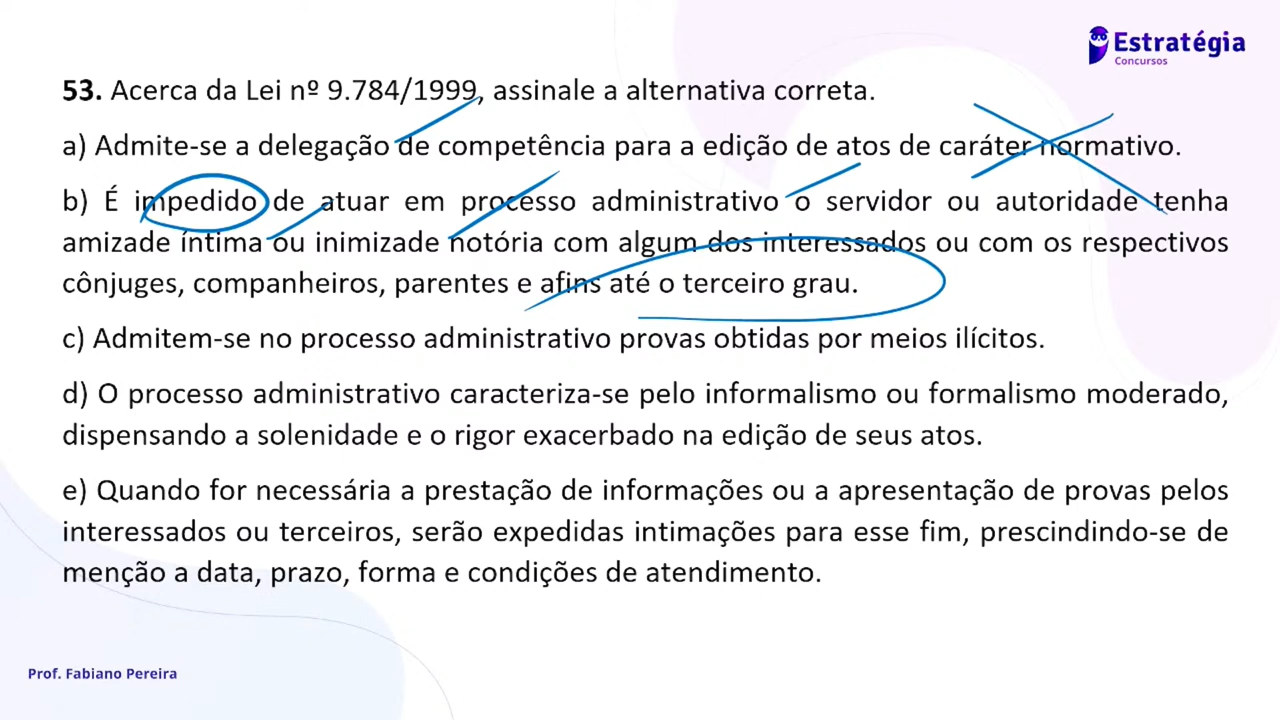 Estratégia
Concursos
53. Acerca da Lei nº 9.784/1999, assinale a alternativa correta.
a) Admite-se a delegação de competência para a edição de atos de caráter normativo.
b) É impedido de atuar em processo administrativo o servidor ou autoridade tenha
amizade íntima ou inimizade notória com algum dos interessados ou com os respectivos
cônjuges, companheiros, parentes e afins até o terceiro grau.
c) Admitem-se no processo administrativo provas obtidas por meios ilícitos.
d) O processo administrativo caracteriza-se pelo informalismo ou formalismo moderado,
dispensando a solenidade e o rigor exacerbado na edição de seus atos.
e) Quando for necessária a prestação de informações ou a apresentação de provas pelos
interessados ou terceiros, serão expedidas intimações para esse fim, prescindindo-se de
menção a data, prazo, forma e condições de atendimento.
Prof. Fabiano Pereira